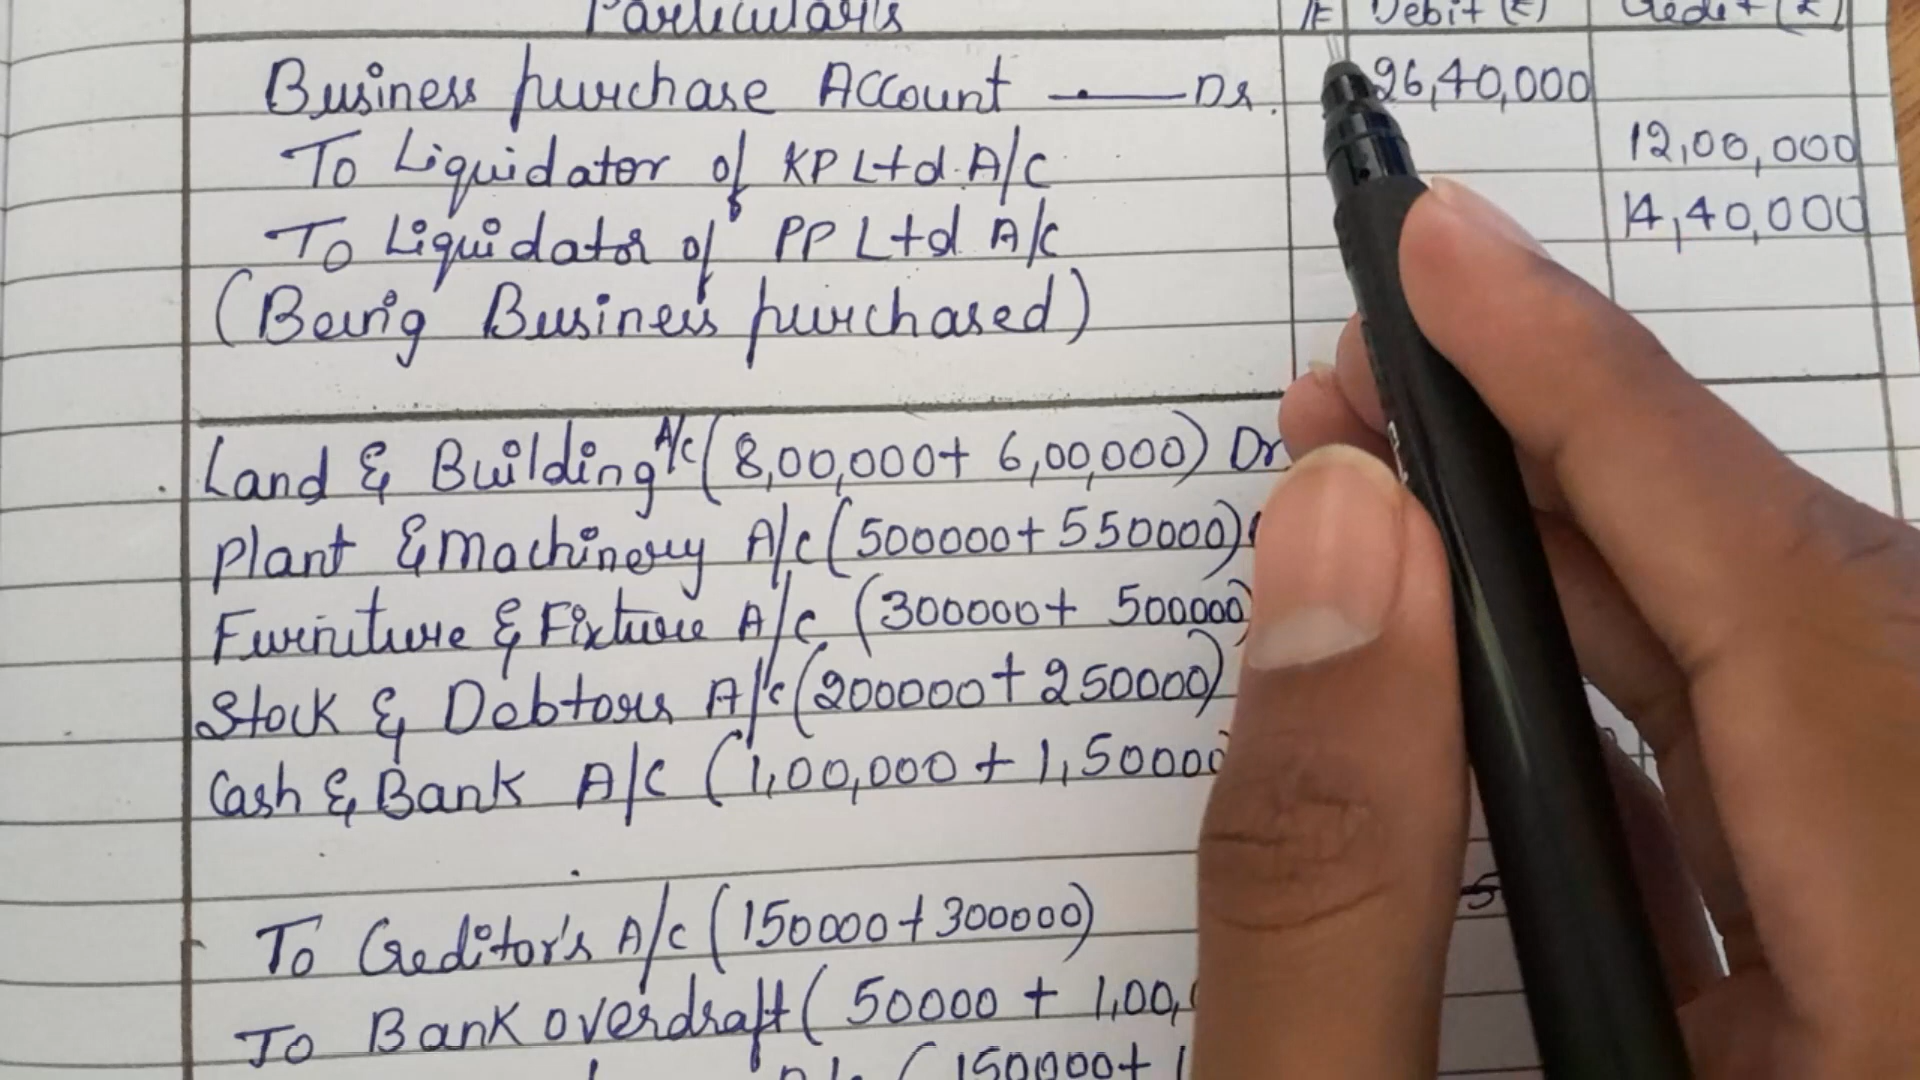 Particulars Debit (₹) Credit (₹)
Business purchase Account — Dr. 26,40,000
To Liquidator of KP Ltd. A/c 12,00,000
To Liquidator of PP Ltd A/c 14,40,000
(Being Business purchased)
Land & Building A/c (8,00,000+ 6,00,000) Dr
Plant & Machinery A/c (500000+ 550000)
Furniture & Fixture A/c (300000+ 500000)
Stock & Debtors A/c (200000+ 250000)
Cash & Bank A/c (1,00,000 + 1,50000
To Creditor's A/c (150000+300000)
To Bank overdraft ( 50000 + 1,00,
(150000+ 1